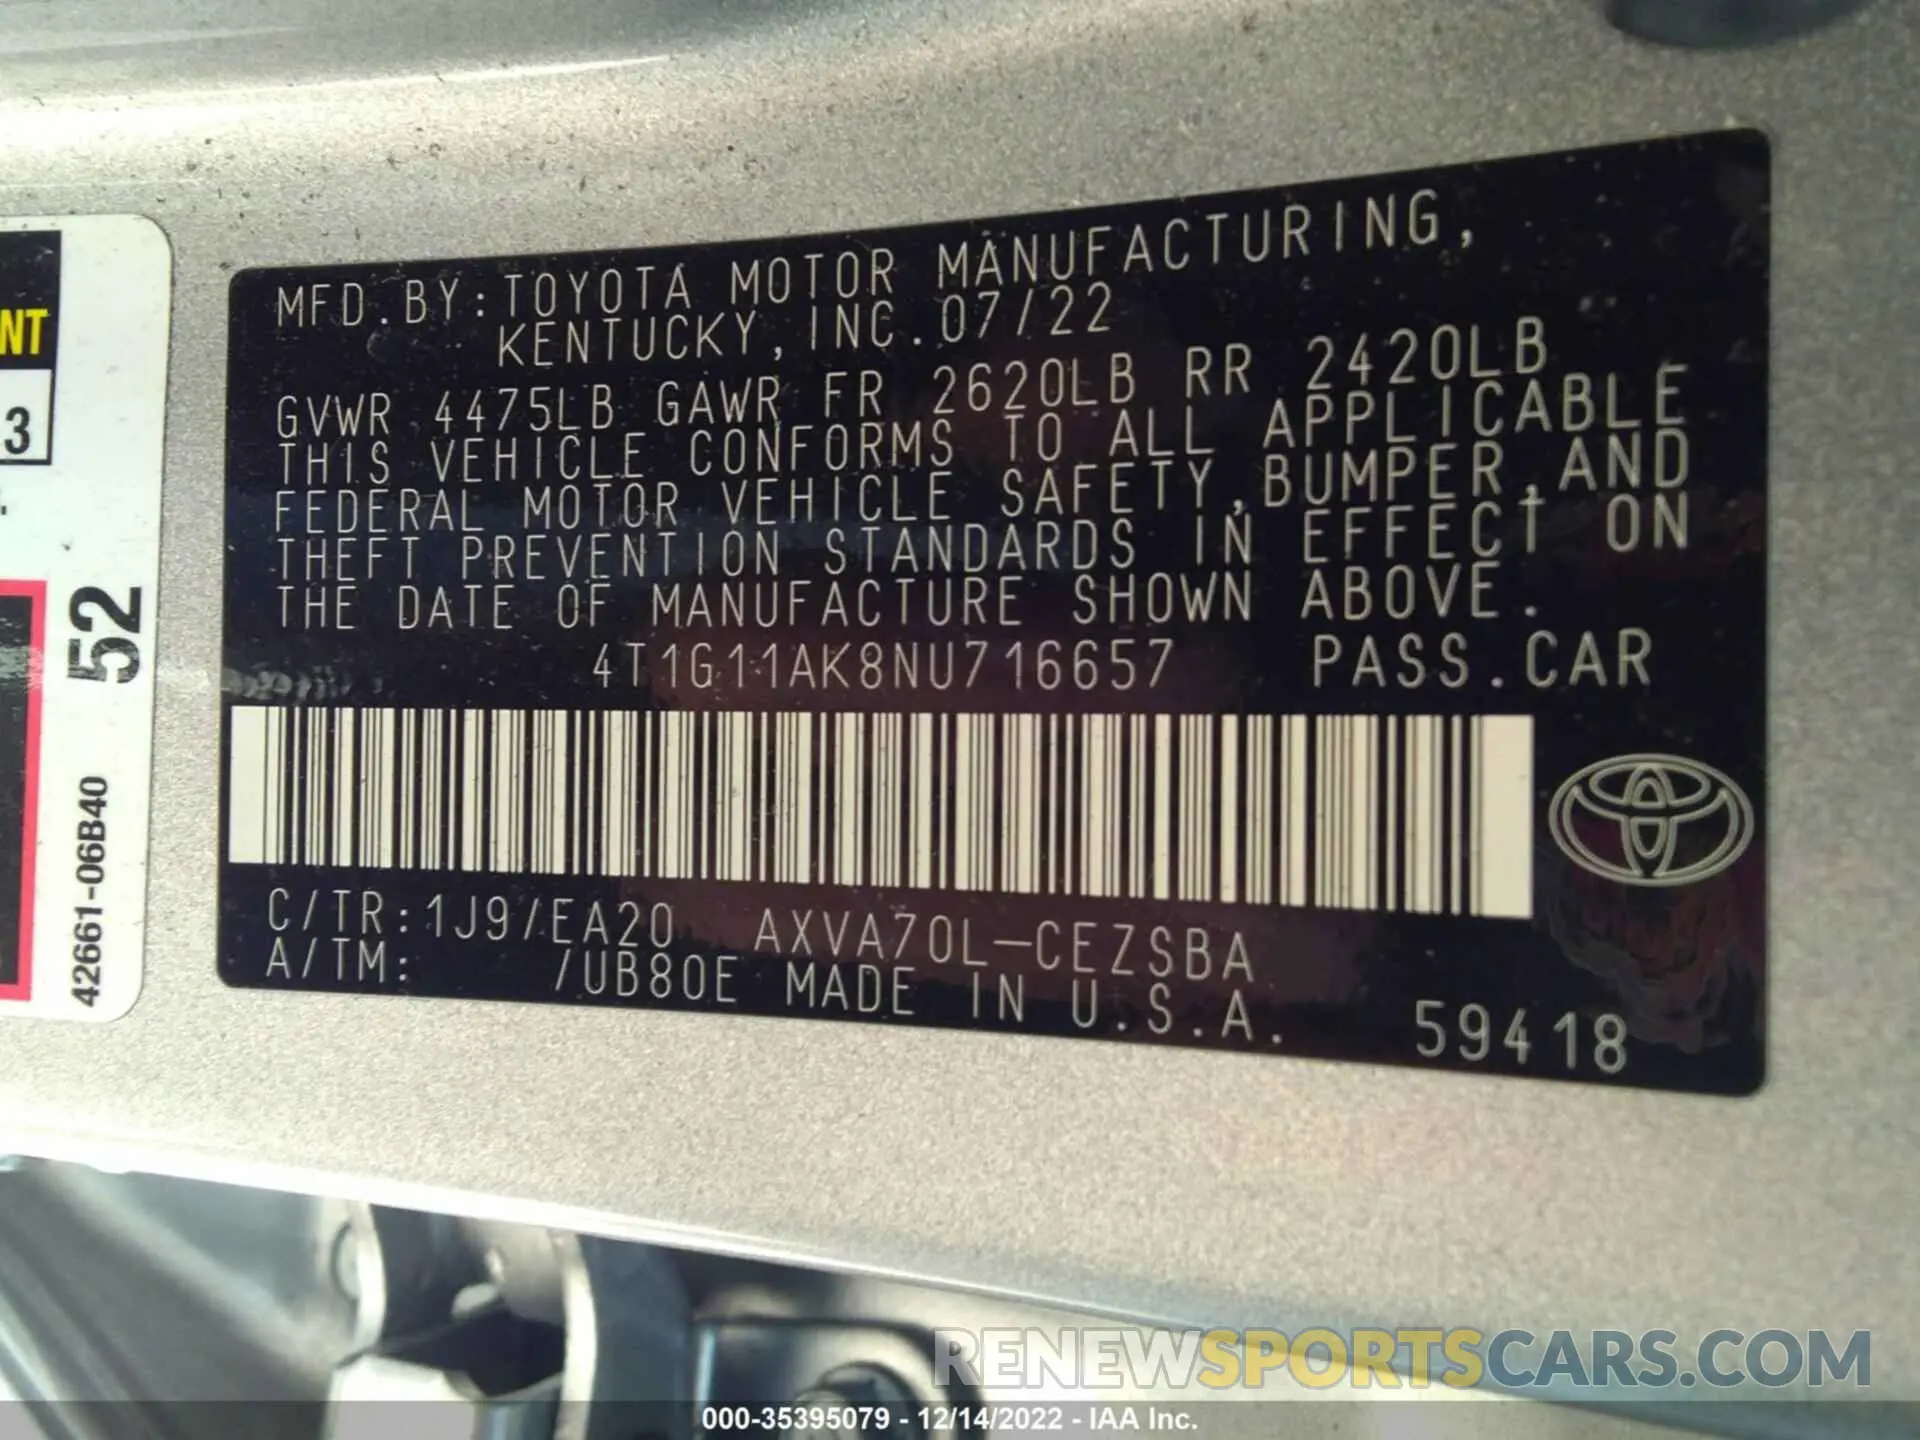 MFD.BY:TOYOTA MOTOR MANUFACTURING,
KENTUCKY, INC. 07/22
GVWR 4475LB GAWR FR 2620LB RR 2420LB
THIS VEHICLE CONFORMS TO ALL APPLICABLE
FEDERAL MOTOR VEHICLE SAFETY,BUMPER,AND
THEFT PREVENTION STANDARDS IN EFFECT ON
THE DATE OF MANUFACTURE SHOWN ABOVE.
4T1G11AK8NU716657 PASS.CAR
C/TR:1J9/EA20 AXVA70L-CEZSBA
A/TM: /UB80E MADE IN U.S.A.
59418
NT
3
52
42661-06B40
RENEWSPORTSCARS.COM
000-35395079 - 12/14/2022 - IAA Inc.